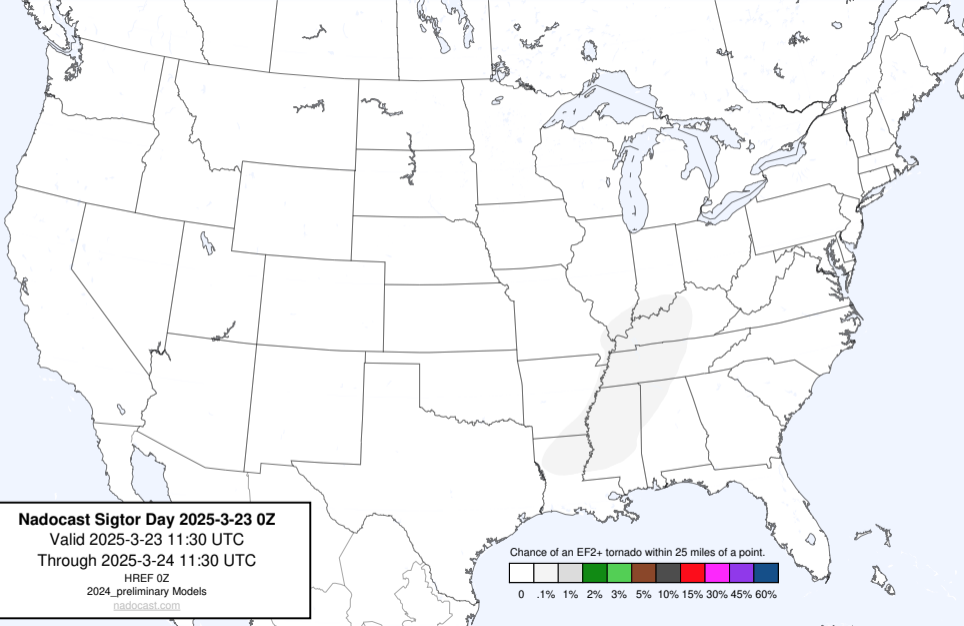 Nadocast Sigtor Day 2025-3-23 0Z
Valid 2025-3-23 11:30 UTC
Through 2025-3-24 11:30 UTC
HREF 0Z
2024_preliminary Models
nadocast.com
Chance of an EF2+ tornado within 25 miles of a point.
0 .1% 1% 2% 3% 5% 10% 15% 30% 45% 60%